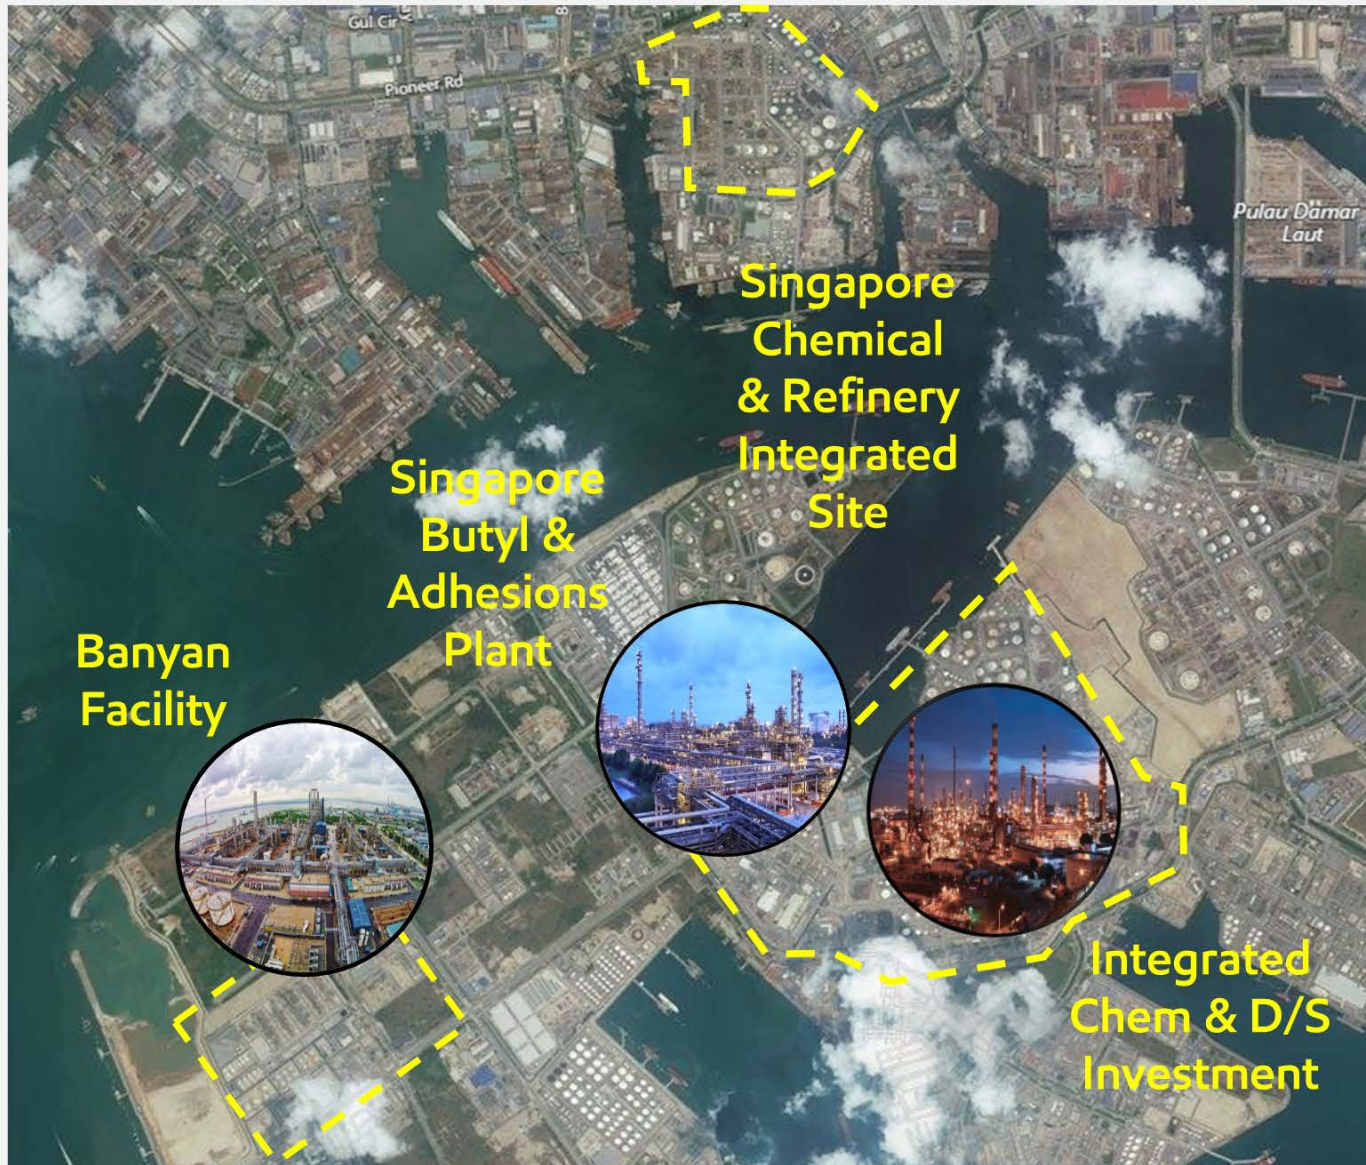 Gul Cir
Pioneer Rd
Pulau Damar
Laut
Singapore
Chemical
& Refinery
Integrated
Site
Singapore
Butyl &
Adhesions
Plant
Banyan
Facility
Integrated
Chem & D/S
Investment